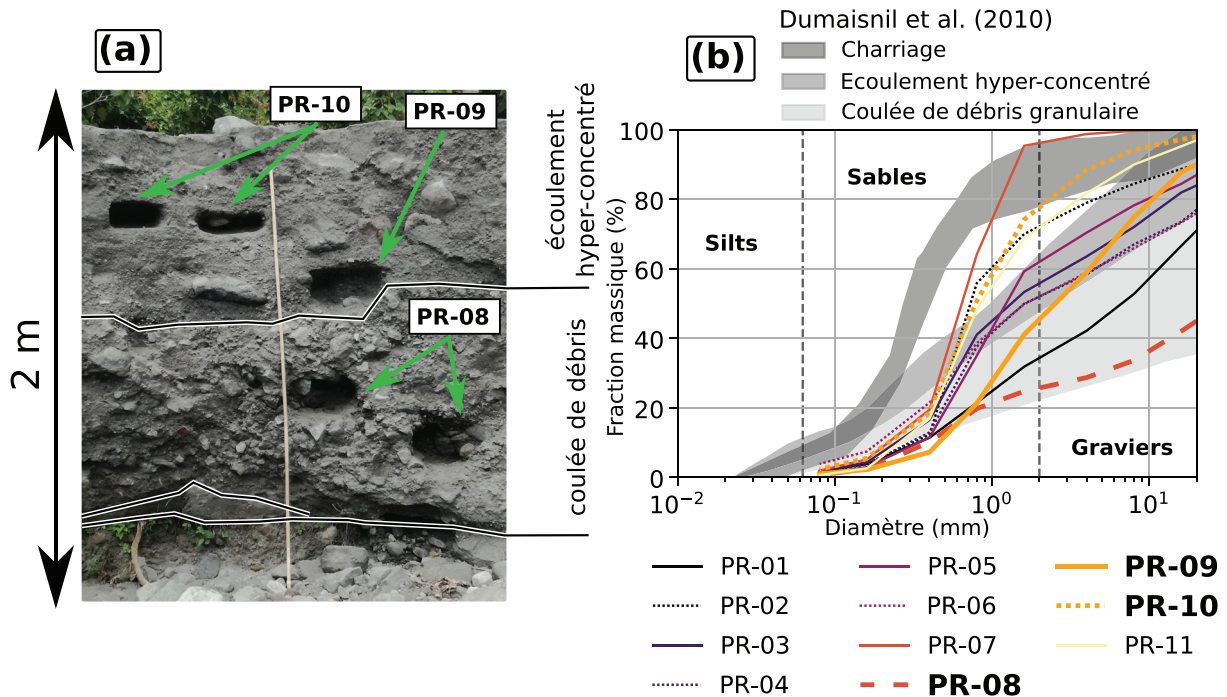 (a)
2 m
PR-10
PR-09
PR-08
écoulement
hyper-concentré
coulée de débris
(b)
Dumaisnil et al. (2010)
Charriage
Ecoulement hyper-concentré
Coulée de débris granulaire
Fraction massique (%)
100
80
60
40
20
0
Silts
Sables
Graviers
10⁻²
10⁻¹
10⁰
10¹
Diamètre (mm)
PR-01
PR-02
PR-03
PR-04
PR-05
PR-06
PR-07
PR-08
PR-09
PR-10
PR-11